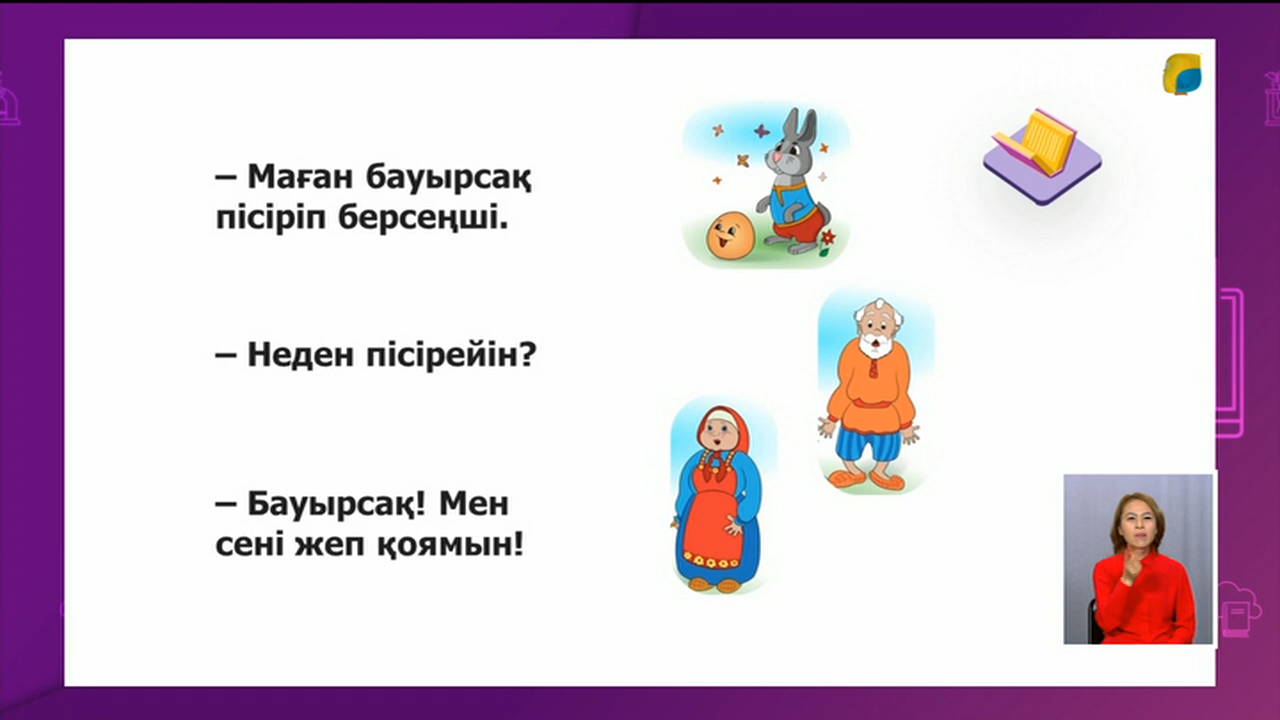 – Маған бауырсақ
пісіріп берсеңші.
– Неден пісірейін?
– Бауырсақ! Мен
сені жеп қоямын!